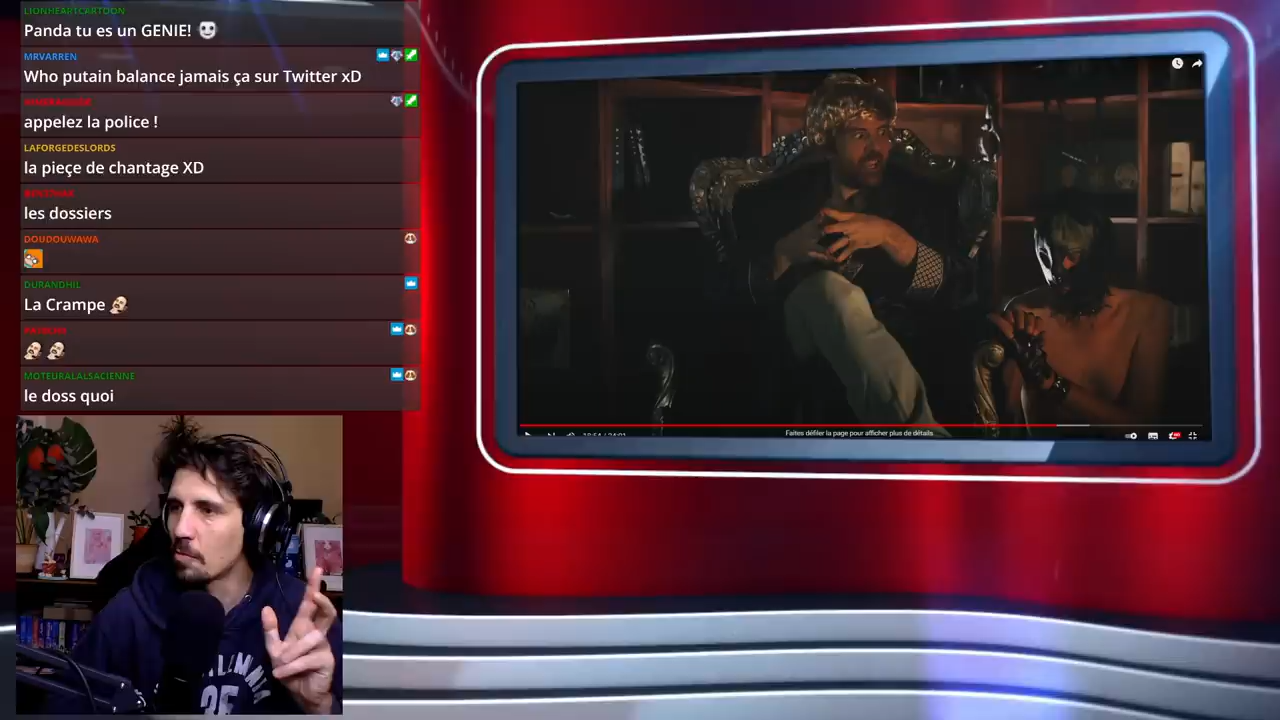 LIONHEARTCARTOON
Panda tu es un GENIE!
MRVARREN
Who putain balance jamais ça sur Twitter xD
appelez la police !
LAFORGEDESLORDS
la pieçe de chantage XD
les dossiers
DOUDOUWAWA
DURANDHIL
La Crampe
MOTEURALALSACIENNE
le doss quoi
Faites défiler la page pour afficher plus de détails